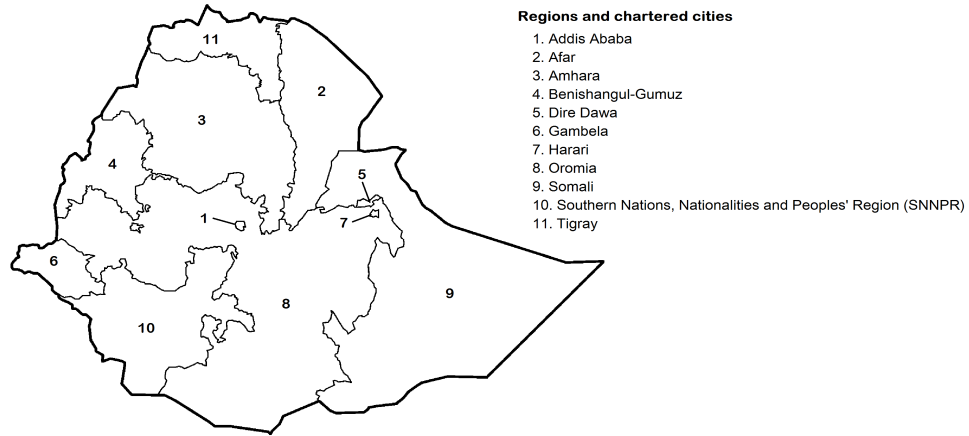 Regions and chartered cities
1. Addis Ababa
2. Afar
3. Amhara
4. Benishangul-Gumuz
5. Dire Dawa
6. Gambela
7. Harari
8. Oromia
9. Somali
10. Southern Nations, Nationalities and Peoples' Region (SNNPR)
11. Tigray
11
2
3
4
5
1
7
6
9
8
10